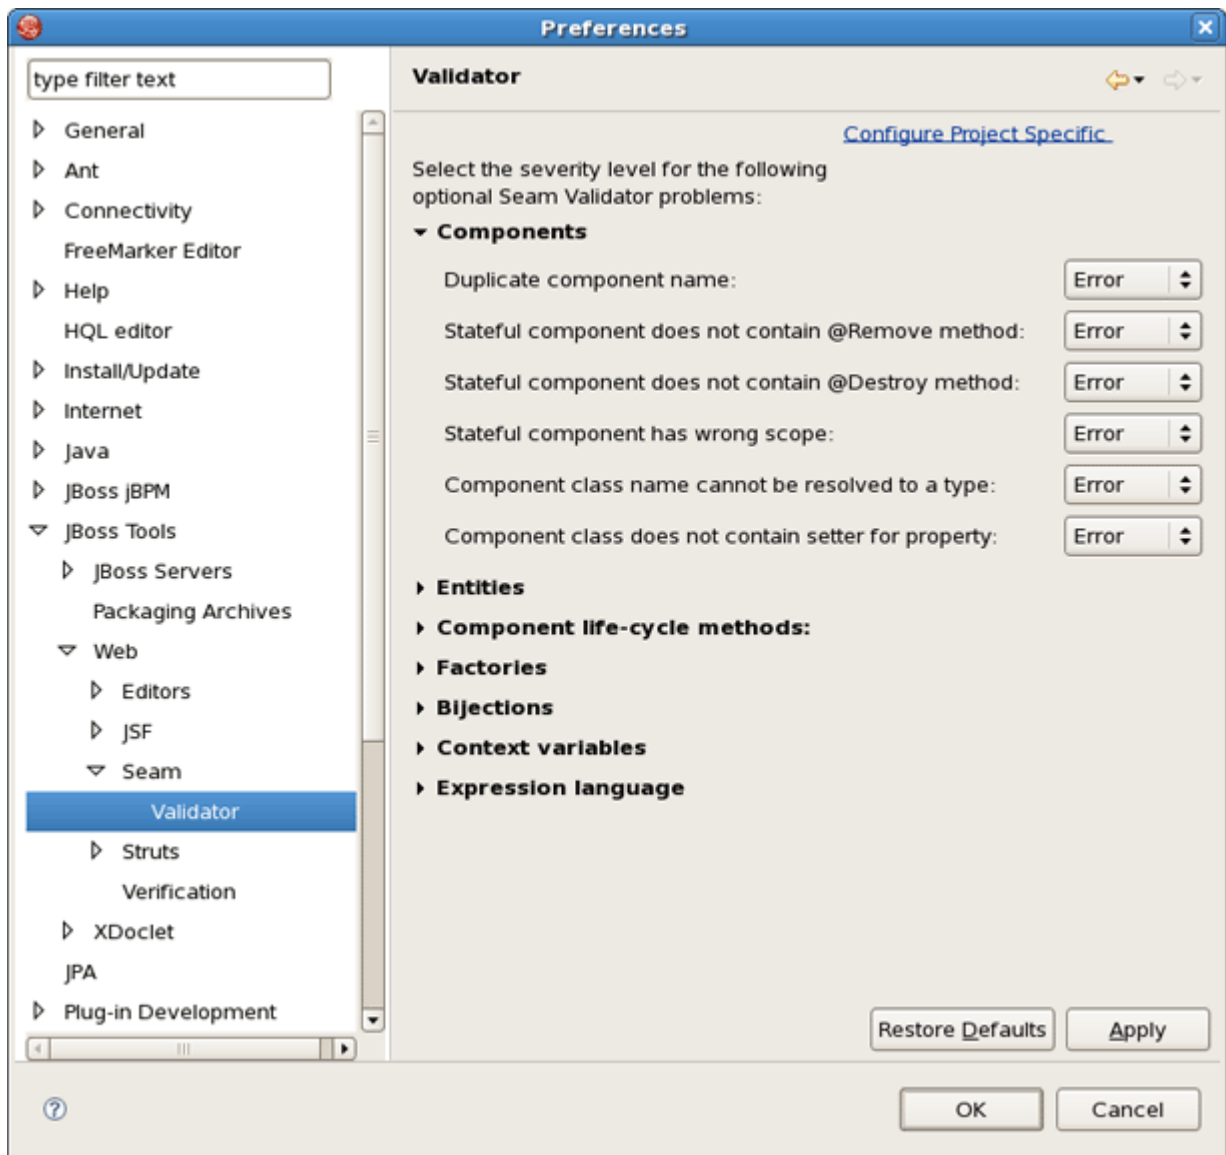 Preferences
type filter text
General
Ant
Connectivity
FreeMarker Editor
Help
HQL editor
Install/Update
Internet
Java
JBoss jBPM
JBoss Tools
JBoss Servers
Packaging Archives
Web
Editors
JSF
Seam
Validator
Struts
Verification
XDoclet
JPA
Plug-in Development
Validator
Configure Project Specific
Select the severity level for the following
optional Seam Validator problems:
Components
Duplicate component name: Error
Stateful component does not contain @Remove method: Error
Stateful component does not contain @Destroy method: Error
Stateful component has wrong scope: Error
Component class name cannot be resolved to a type: Error
Component class does not contain setter for property: Error
Entities
Component life-cycle methods:
Factories
Bijections
Context variables
Expression language
Restore Defaults Apply
? OK Cancel